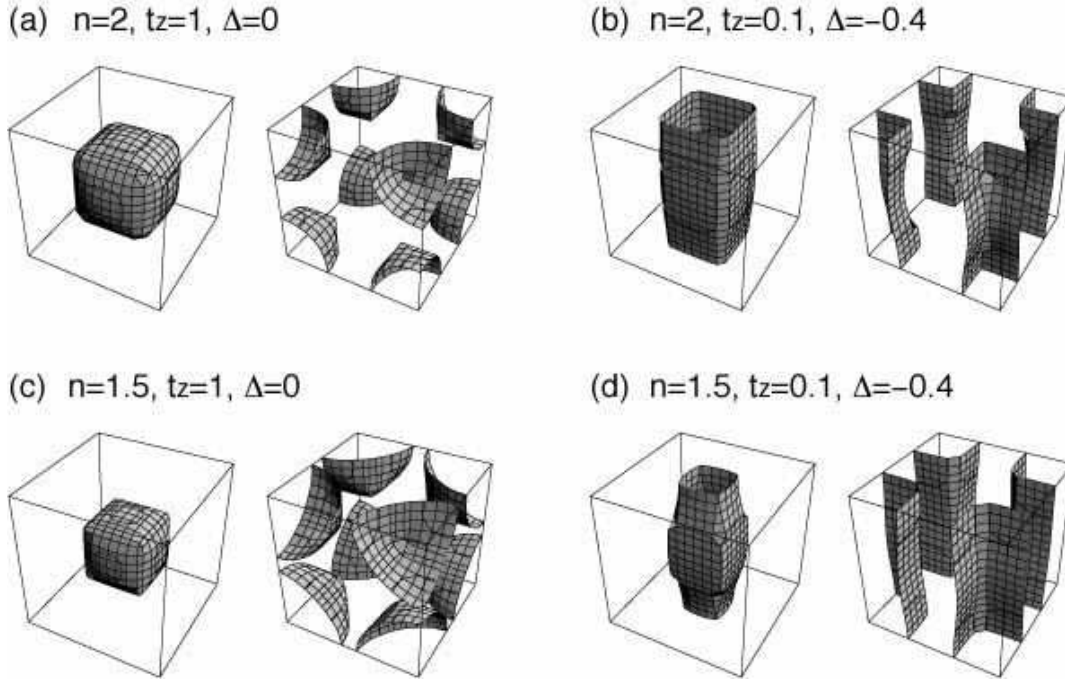 (a) n=2, tz=1, Δ=0
(b) n=2, tz=0.1, Δ=−0.4
(c) n=1.5, tz=1, Δ=0
(d) n=1.5, tz=0.1, Δ=−0.4